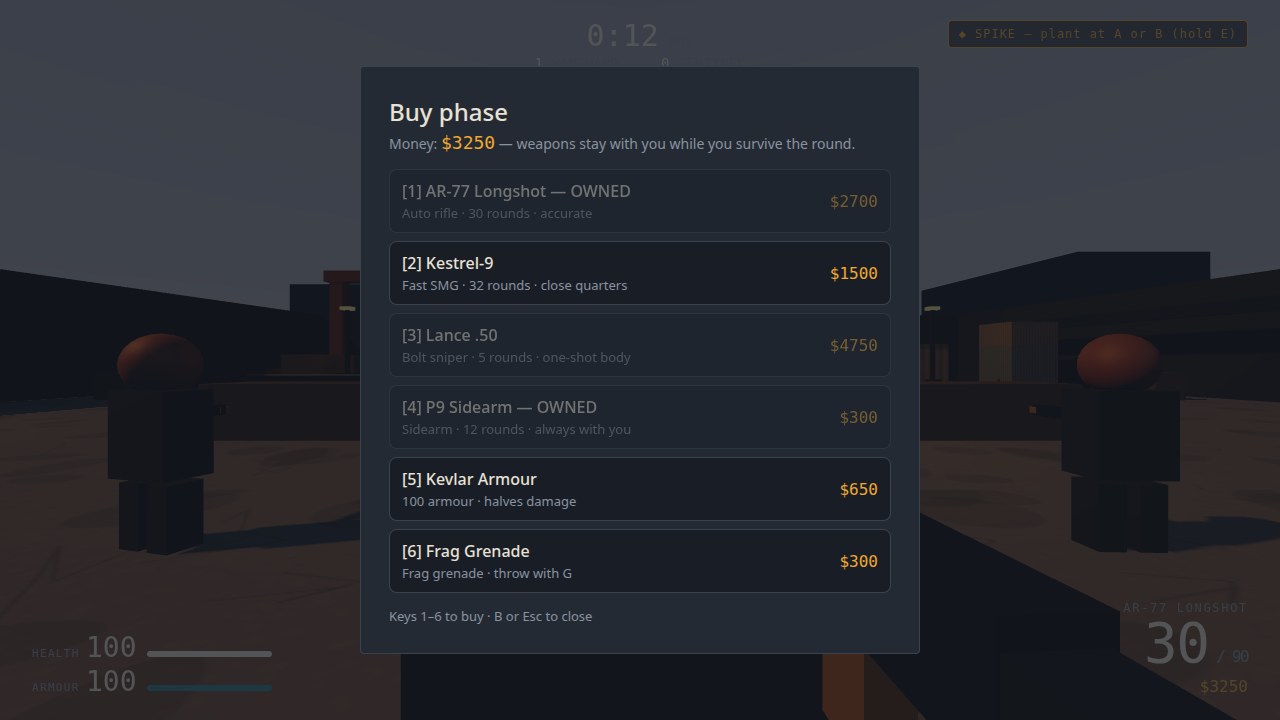 0:12
◆ SPIKE — plant at A or B (hold E)
1
0
Buy phase
Money: $3250 — weapons stay with you while you survive the round.
[1] AR-77 Longshot — OWNED
$2700
Auto rifle · 30 rounds · accurate
[2] Kestrel-9
$1500
Fast SMG · 32 rounds · close quarters
[3] Lance .50
$4750
Bolt sniper · 5 rounds · one-shot body
[4] P9 Sidearm — OWNED
$300
Sidearm · 12 rounds · always with you
[5] Kevlar Armour
$650
100 armour · halves damage
[6] Frag Grenade
$300
Frag grenade · throw with G
Keys 1–6 to buy · B or Esc to close
HEALTH 100
ARMOUR 100
AR-77 LONGSHOT
30 / 90
$3250